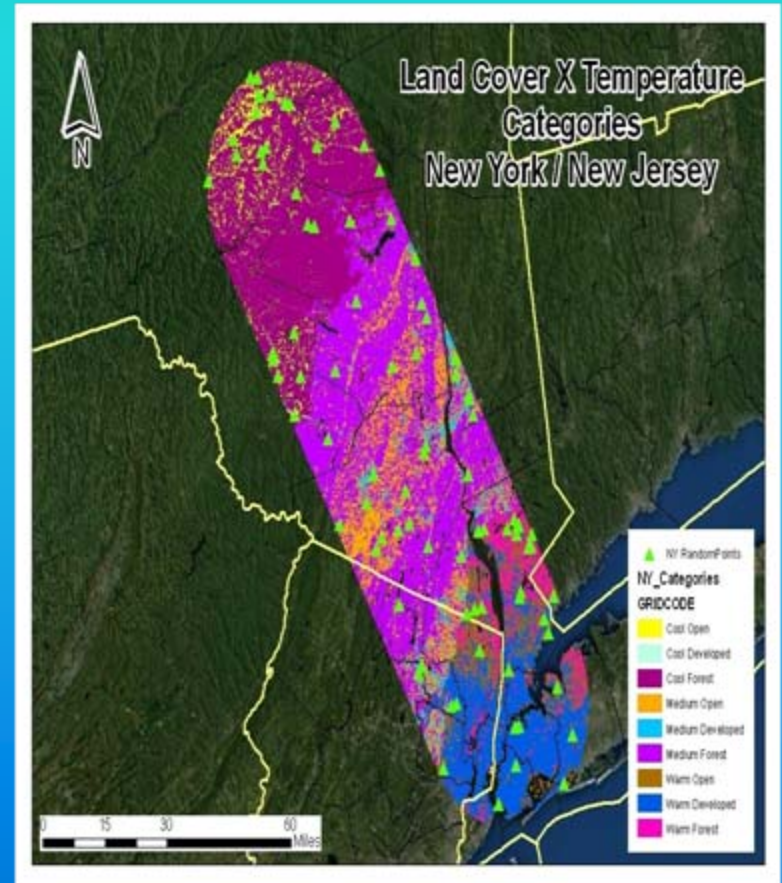 Land Cover X Temperature
Categories
New York / New Jersey
N
NY RandomPoints
NY_Categories
GRIDCODE
Cool Open
Cool Developed
Cool Forest
Medium Open
Medium Developed
Medium Forest
Warm Open
Warm Developed
Warm Forest
0 15 30 60
Miles